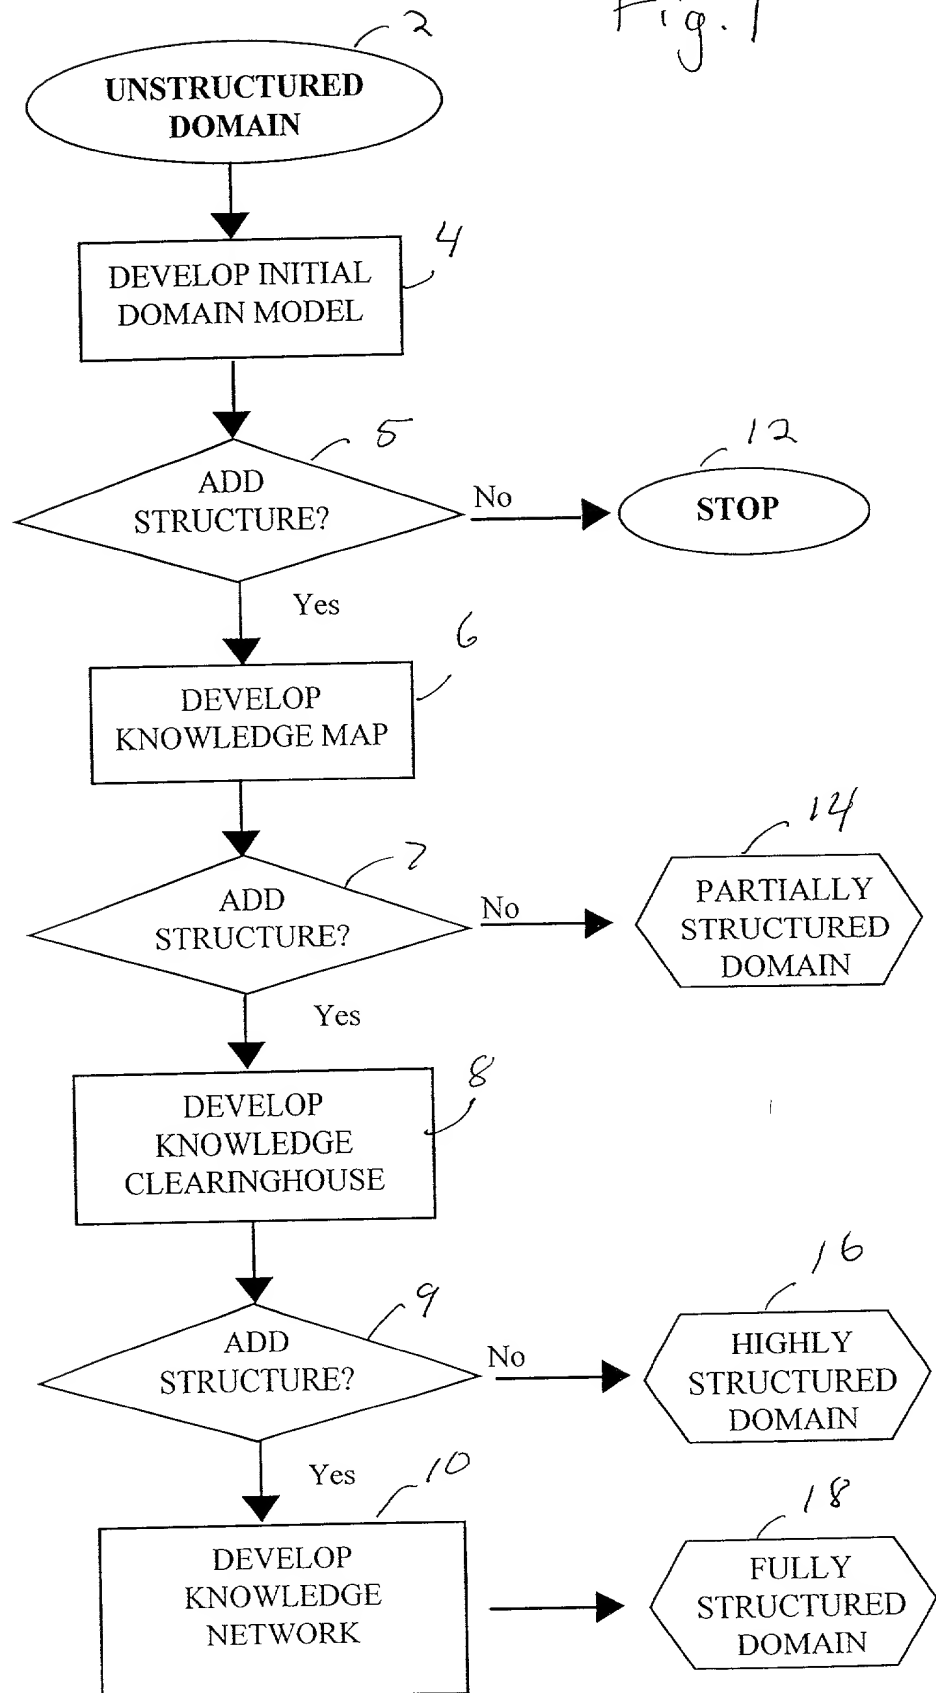 Fig. 1
2
UNSTRUCTURED
DOMAIN
4
DEVELOP INITIAL
DOMAIN MODEL
5
ADD
STRUCTURE?
No
12
STOP
Yes
6
DEVELOP
KNOWLEDGE MAP
7
ADD
STRUCTURE?
No
14
PARTIALLY
STRUCTURED
DOMAIN
Yes
8
DEVELOP
KNOWLEDGE
CLEARINGHOUSE
9
ADD
STRUCTURE?
No
16
HIGHLY
STRUCTURED
DOMAIN
Yes
10
DEVELOP
KNOWLEDGE
NETWORK
18
FULLY
STRUCTURED
DOMAIN